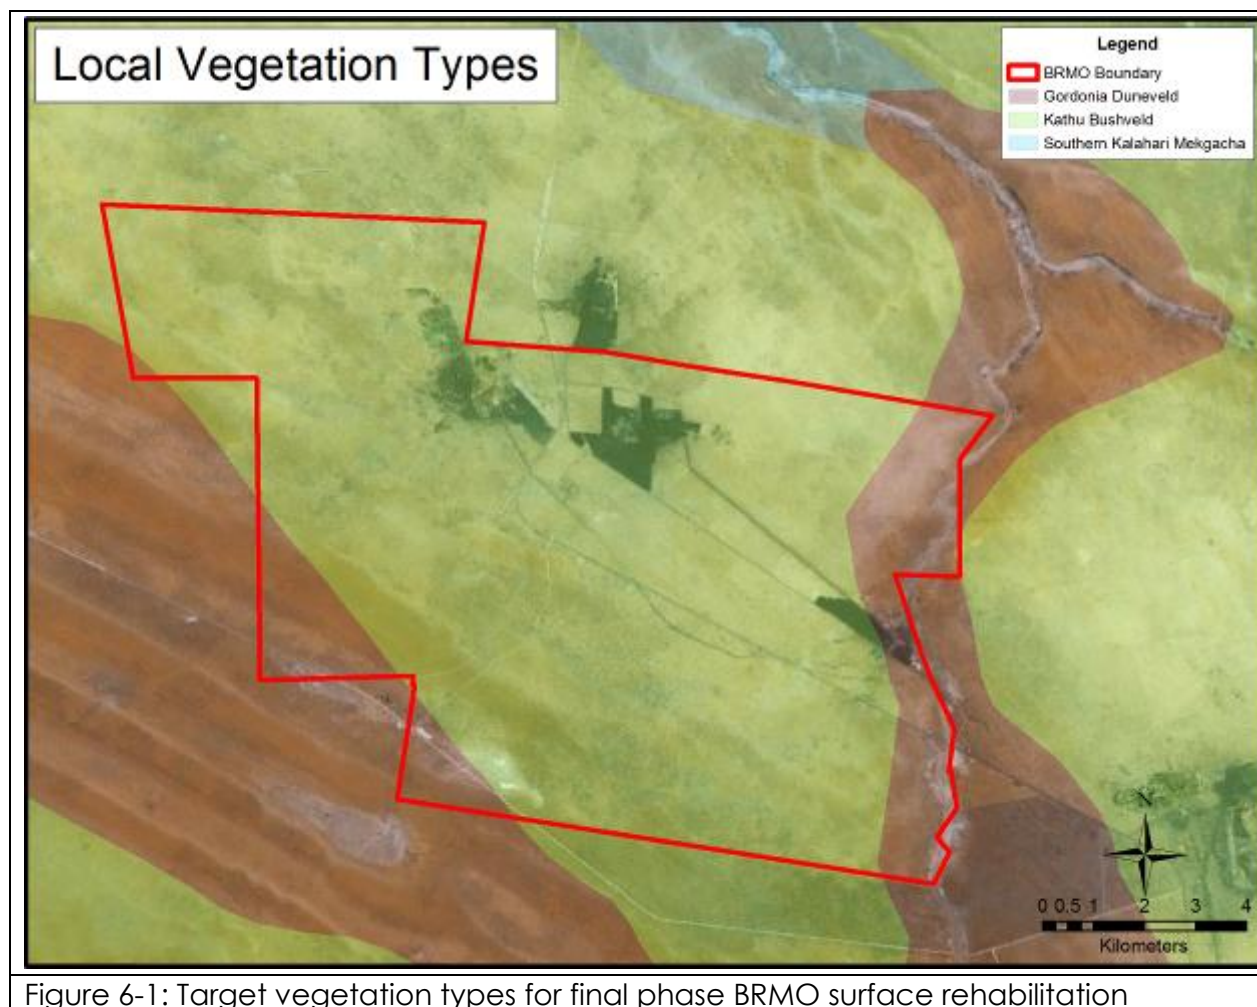 Local Vegetation Types
Legend
BRMO Boundary
Gordonia Duneveld
Kathu Bushveld
Southern Kalahari Mekgacha
N
0 0.5 1 2 3 4
Kilometers
Figure 6-1: Target vegetation types for final phase BRMO surface rehabilitation